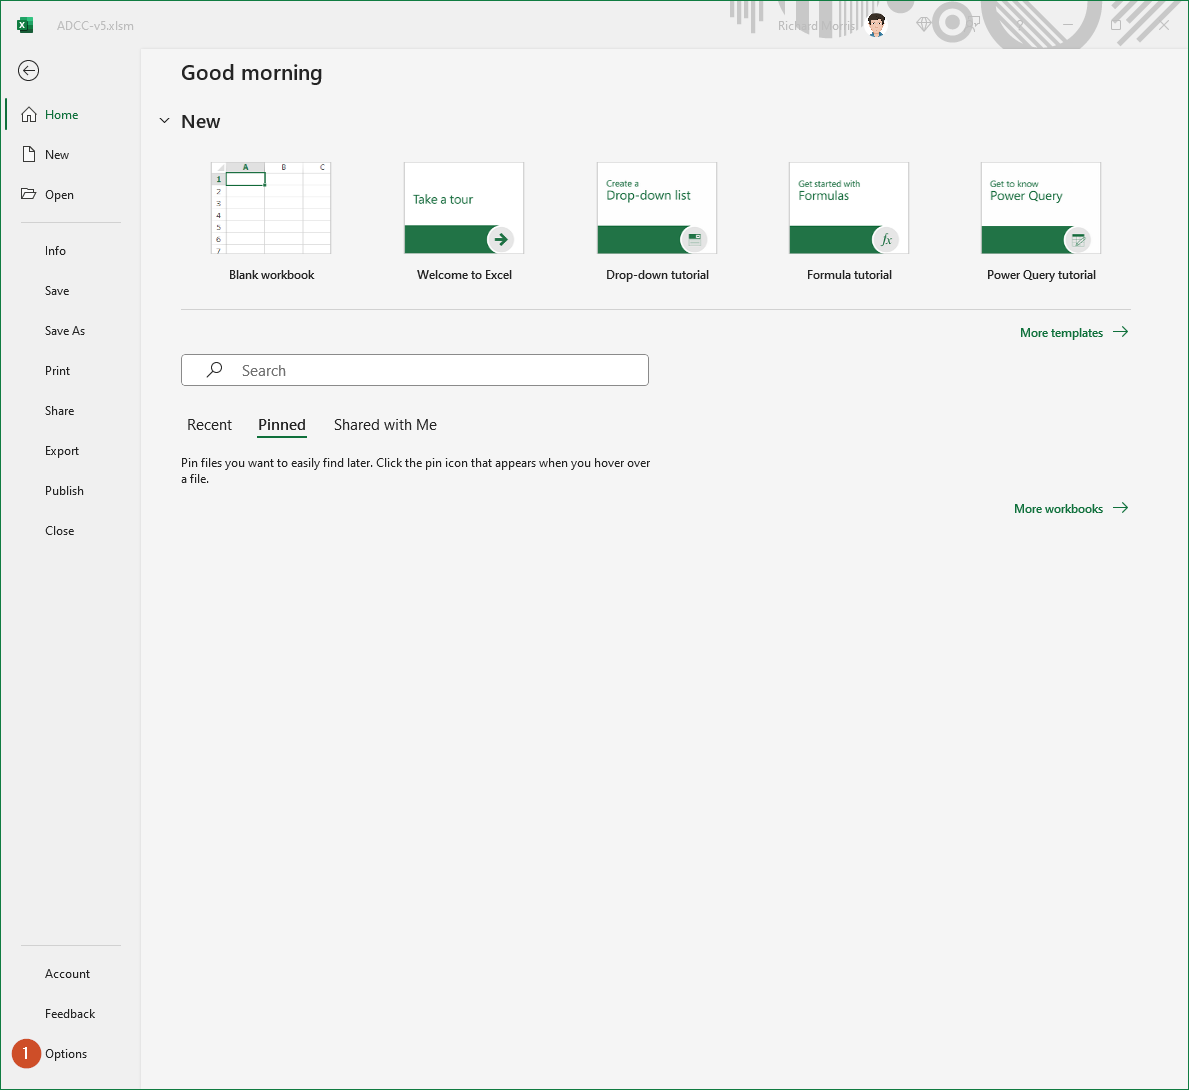 ADCC-v5.xlsm
Richard Morris
Good morning
Home
New
Open
Info
Save
Save As
Print
Share
Export
Publish
Close
Account
Feedback
1 Options
New
A B C
1
2
3
4
5
6
7
Blank workbook
Take a tour
Welcome to Excel
Create a
Drop-down list
Drop-down tutorial
Get started with
Formulas
fx
Formula tutorial
Get to know
Power Query
Power Query tutorial
More templates
Search
Recent Pinned Shared with Me
Pin files you want to easily find later. Click the pin icon that appears when you hover over
a file.
More workbooks